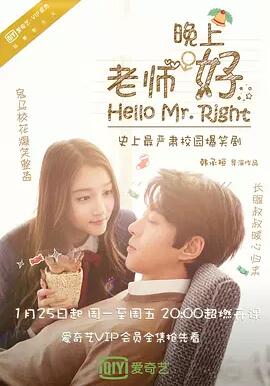 爱奇艺·VIP会员
晚上
老师好
Hello Mr. Right
史上最严肃校园爆笑剧
韩承垣 导演作品
鬼马校花爆笑整蛊
长腿叔叔暖心归来
1月25日起 周一至周五 20:00超燃开课
爱奇艺VIP会员全集抢先看
iQIYI 爱奇艺